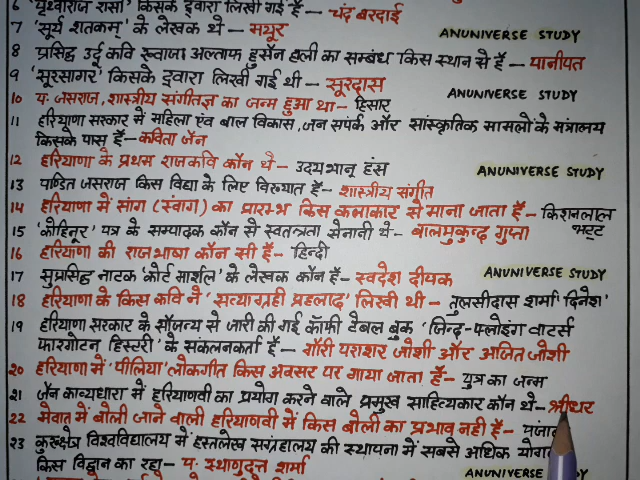 6 पृथ्वीराज रासो किसके द्वारा लिखी गई है - चंद बरदाई
7 'सूर्य शतकम्' के लेखक थे - मयूर ANUNIVERSE STUDY
8 प्रसिद्ध उर्दू कवि ख्वाजा अल्ताफ हुसैन हाली का सम्बंध किस स्थान से है - पानीपत
9 'सूरसागर' किसके द्वारा लिखी गई थी - सूरदास
10 पं. जसराज, शास्त्रीय संगीतज्ञ का जन्म हुआ था - हिसार ANUNIVERSE STUDY
11 हरियाणा सरकार में महिला एंव बाल विकास, जन संपर्क और सांस्कृतिक मामलों के मंत्रालय
किसके पास है - कविता जैन
12 हरियाणा के प्रथम राजकवि कौन थे - उदयभानू हंस
ANUNIVERSE STUDY
13 पण्डित जसराज किस विद्या के लिए विख्यात है - शास्त्रीय संगीत
14 हरियाणा में सांग (स्वांग) का प्रारम्भ किस कलाकार से माना जाता है - किशनलाल
भट्ट
15 'कोहिनूर' पत्र के सम्पादक कौन से स्वतन्त्रता सेनानी थे - बालमुकुन्द गुप्ता
16 हरियाणा की राजभाषा कौन सी है - हिन्दी
17 सुप्रसिद्ध नाटक 'कोर्ट मार्शल' के लेखक कौन है - स्वदेश दीपक ANUNIVERSE STUDY
18 हरियाणा के किस कवि ने 'सत्याग्रही प्रहलाद' लिखी थी - तुलसीदास शर्मा 'दिनेश'
19 हरियाणा सरकार के सौजन्य से जारी की गई कॉफी टेबल बुक 'जिन्द-फ्लोइंग वाटर्स
फारगोटन हिस्टरी' के संकलनकर्ता है - गौरी पराशर जोशी और अजित जोशी
20 हरियाणा में 'पीलिया' लोकगीत किस अवसर पर गाया जाता है - पुत्र का जन्म
21 जैन काव्यधारा में हरियाणवी का प्रयोग करने वाले प्रमुख साहित्यकार कौन थे - श्रीधर
22 मेवात में बोली जाने वाली हरियाणवी में किस बोली का प्रभाव नही है -
23 कुरुक्षेत्र विश्वविद्यालय में हस्तलेख संग्रहालय की स्थापना में सबसे अधिक
किस विद्वान का रहा - पं. स्थाणुदत्त शर्मा
ANUNIVERSE